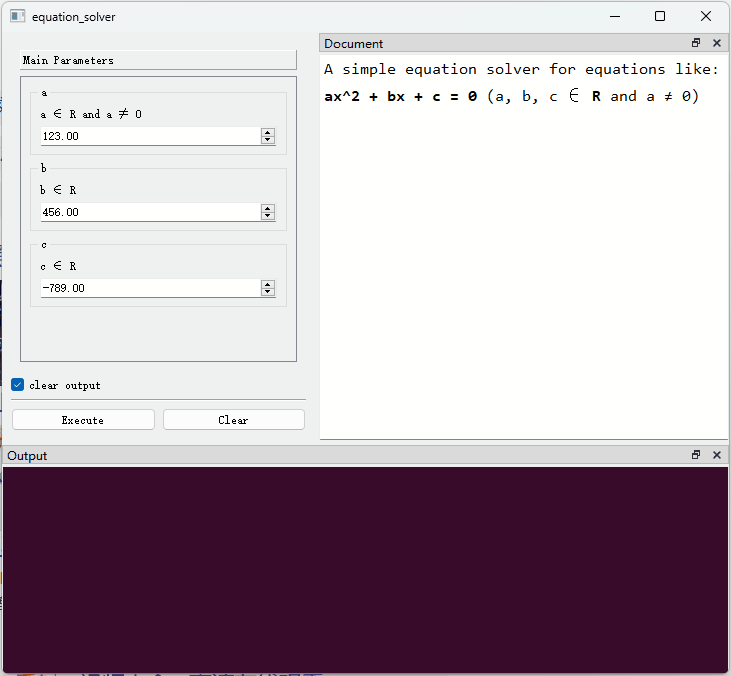 equation_solver
Main Parameters
a
a ∈ R and a ≠ 0
123.00
b
b ∈ R
456.00
c
c ∈ R
-789.00
clear output
Execute
Clear
Document
A simple equation solver for equations like:
ax^2 + bx + c = 0 (a, b, c ∈ R and a ≠ 0)
Output